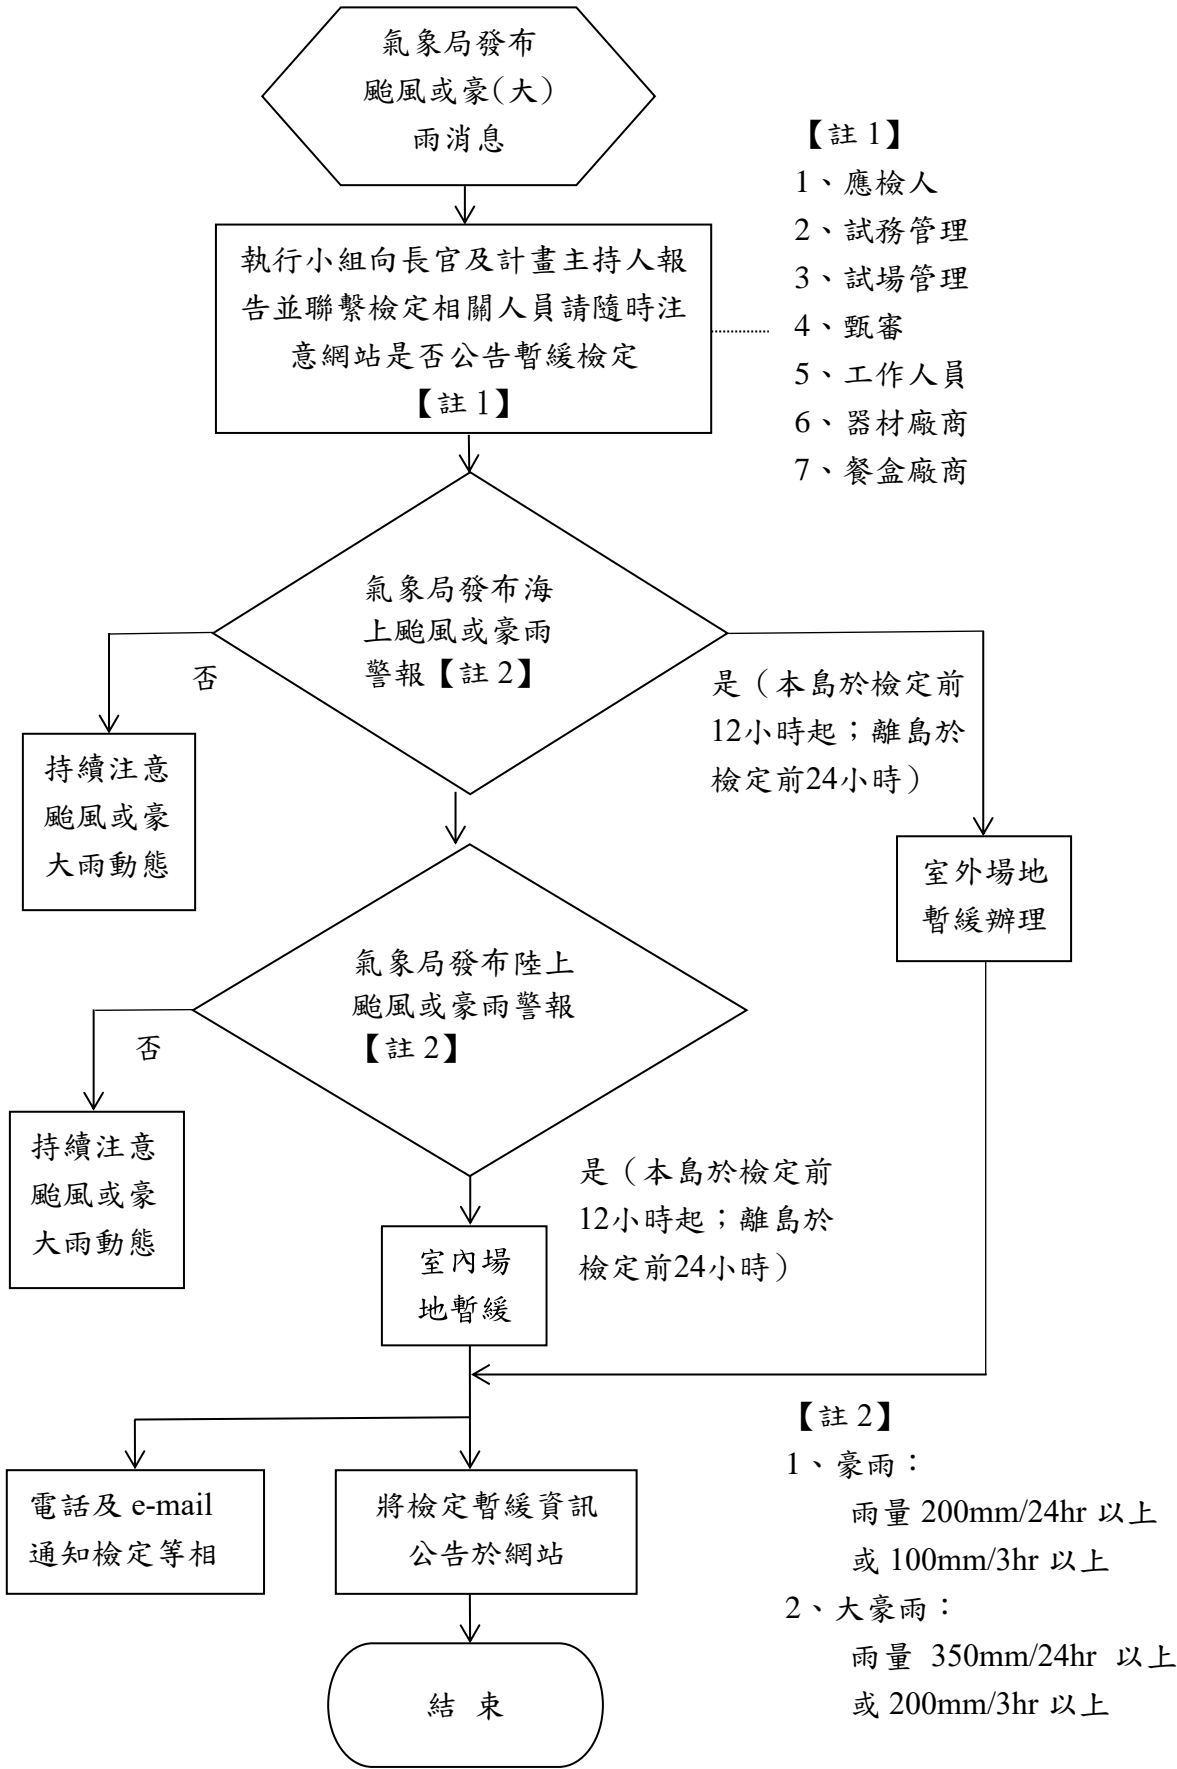 氣象局發布
颱風或豪(大)
雨消息
執行小組向長官及計畫主持人報
告並聯繫檢定相關人員請隨時注
意網站是否公告暫緩檢定
【註 1】
【註 1】
1、應檢人
2、試務管理
3、試場管理
4、甄審
5、工作人員
6、器材廠商
7、餐盒廠商
氣象局發布海
上颱風或豪雨
警報【註 2】
否
是（本島於檢定前
12小時起；離島於
檢定前24小時）
持續注意
颱風或豪
大雨動態
室外場地
暫緩辦理
氣象局發布陸上
颱風或豪雨警報
【註 2】
否
持續注意
颱風或豪
大雨動態
是（本島於檢定前
12小時起；離島於
檢定前24小時）
室內場
地暫緩
電話及 e-mail
通知檢定等相
將檢定暫緩資訊
公告於網站
結 束
【註 2】
1、豪雨：
雨量 200mm/24hr 以上
或 100mm/3hr 以上
2、大豪雨：
雨量 350mm/24hr 以上
或 200mm/3hr 以上